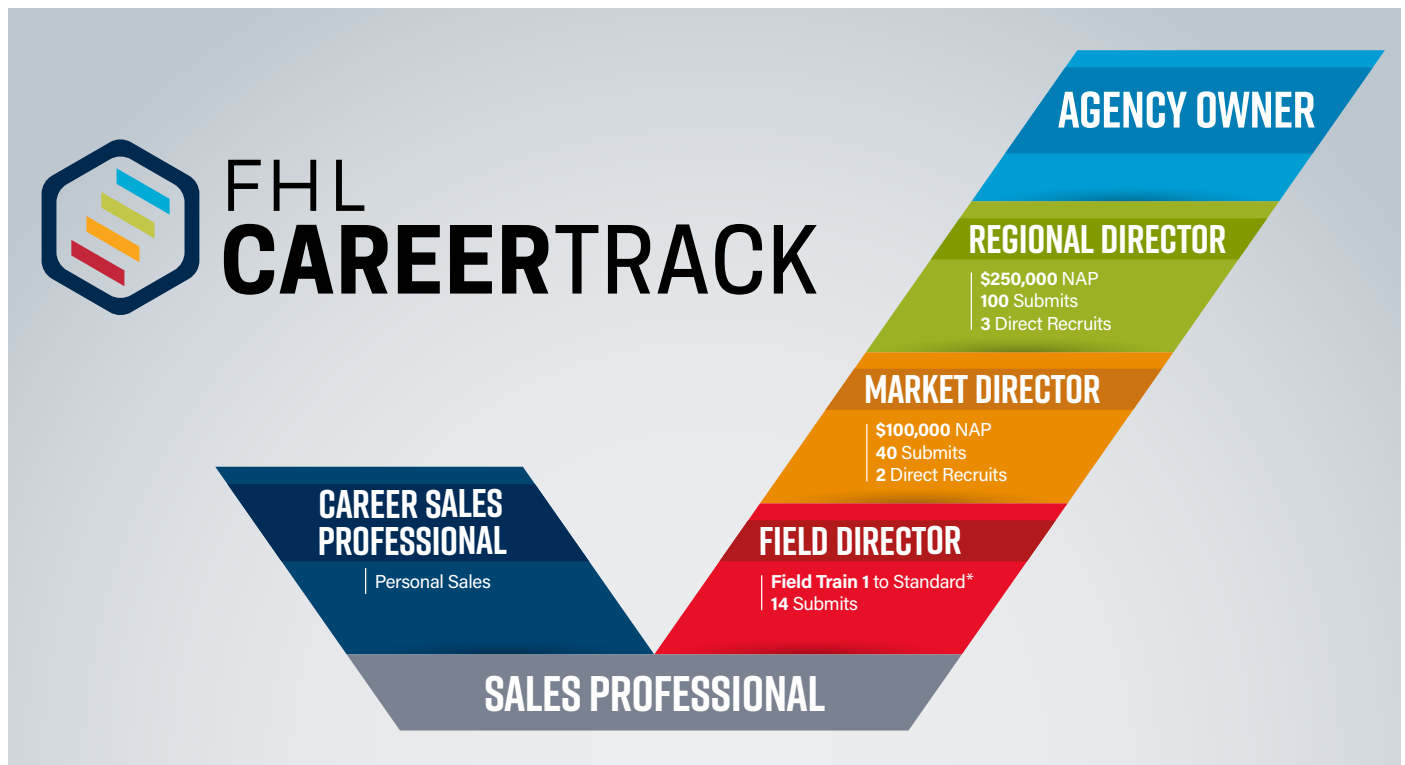 FHL
CAREERTRACK
AGENCY OWNER
REGIONAL DIRECTOR
$250,000 NAP
100 Submits
3 Direct Recruits
MARKET DIRECTOR
$100,000 NAP
40 Submits
2 Direct Recruits
FIELD DIRECTOR
Field Train 1 to Standard*
14 Submits
CAREER SALES
PROFESSIONAL
Personal Sales
SALES PROFESSIONAL